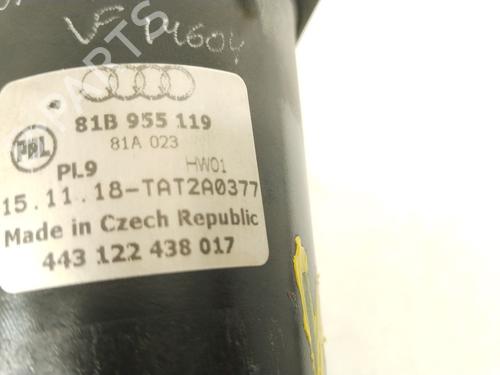 81B 955 119
81A 023
PAL
PL9 HW01
15.11.18-TAT2A0377
Made in Czech Republic
443 122 438 017